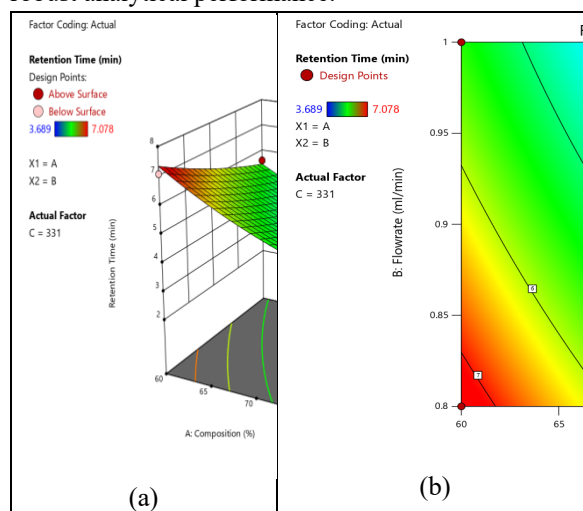 robust analytical performance.
Factor Coding: Actual
Retention Time (min)
Design Points:
Above Surface
Below Surface
3.689 7.078
X1 = A
X2 = B
Actual Factor
C = 331
Retention Time (min)
8
7
6
5
4
3
2
60
65
70
A: Composition (%)
(a)
Factor Coding: Actual
Retention Time (min)
Design Points
3.689 7.078
X1 = A
X2 = B
Actual Factor
C = 331
B: Flowrate (ml/min)
1
0.95
0.9
0.85
0.8
6
7
60
65
(b)